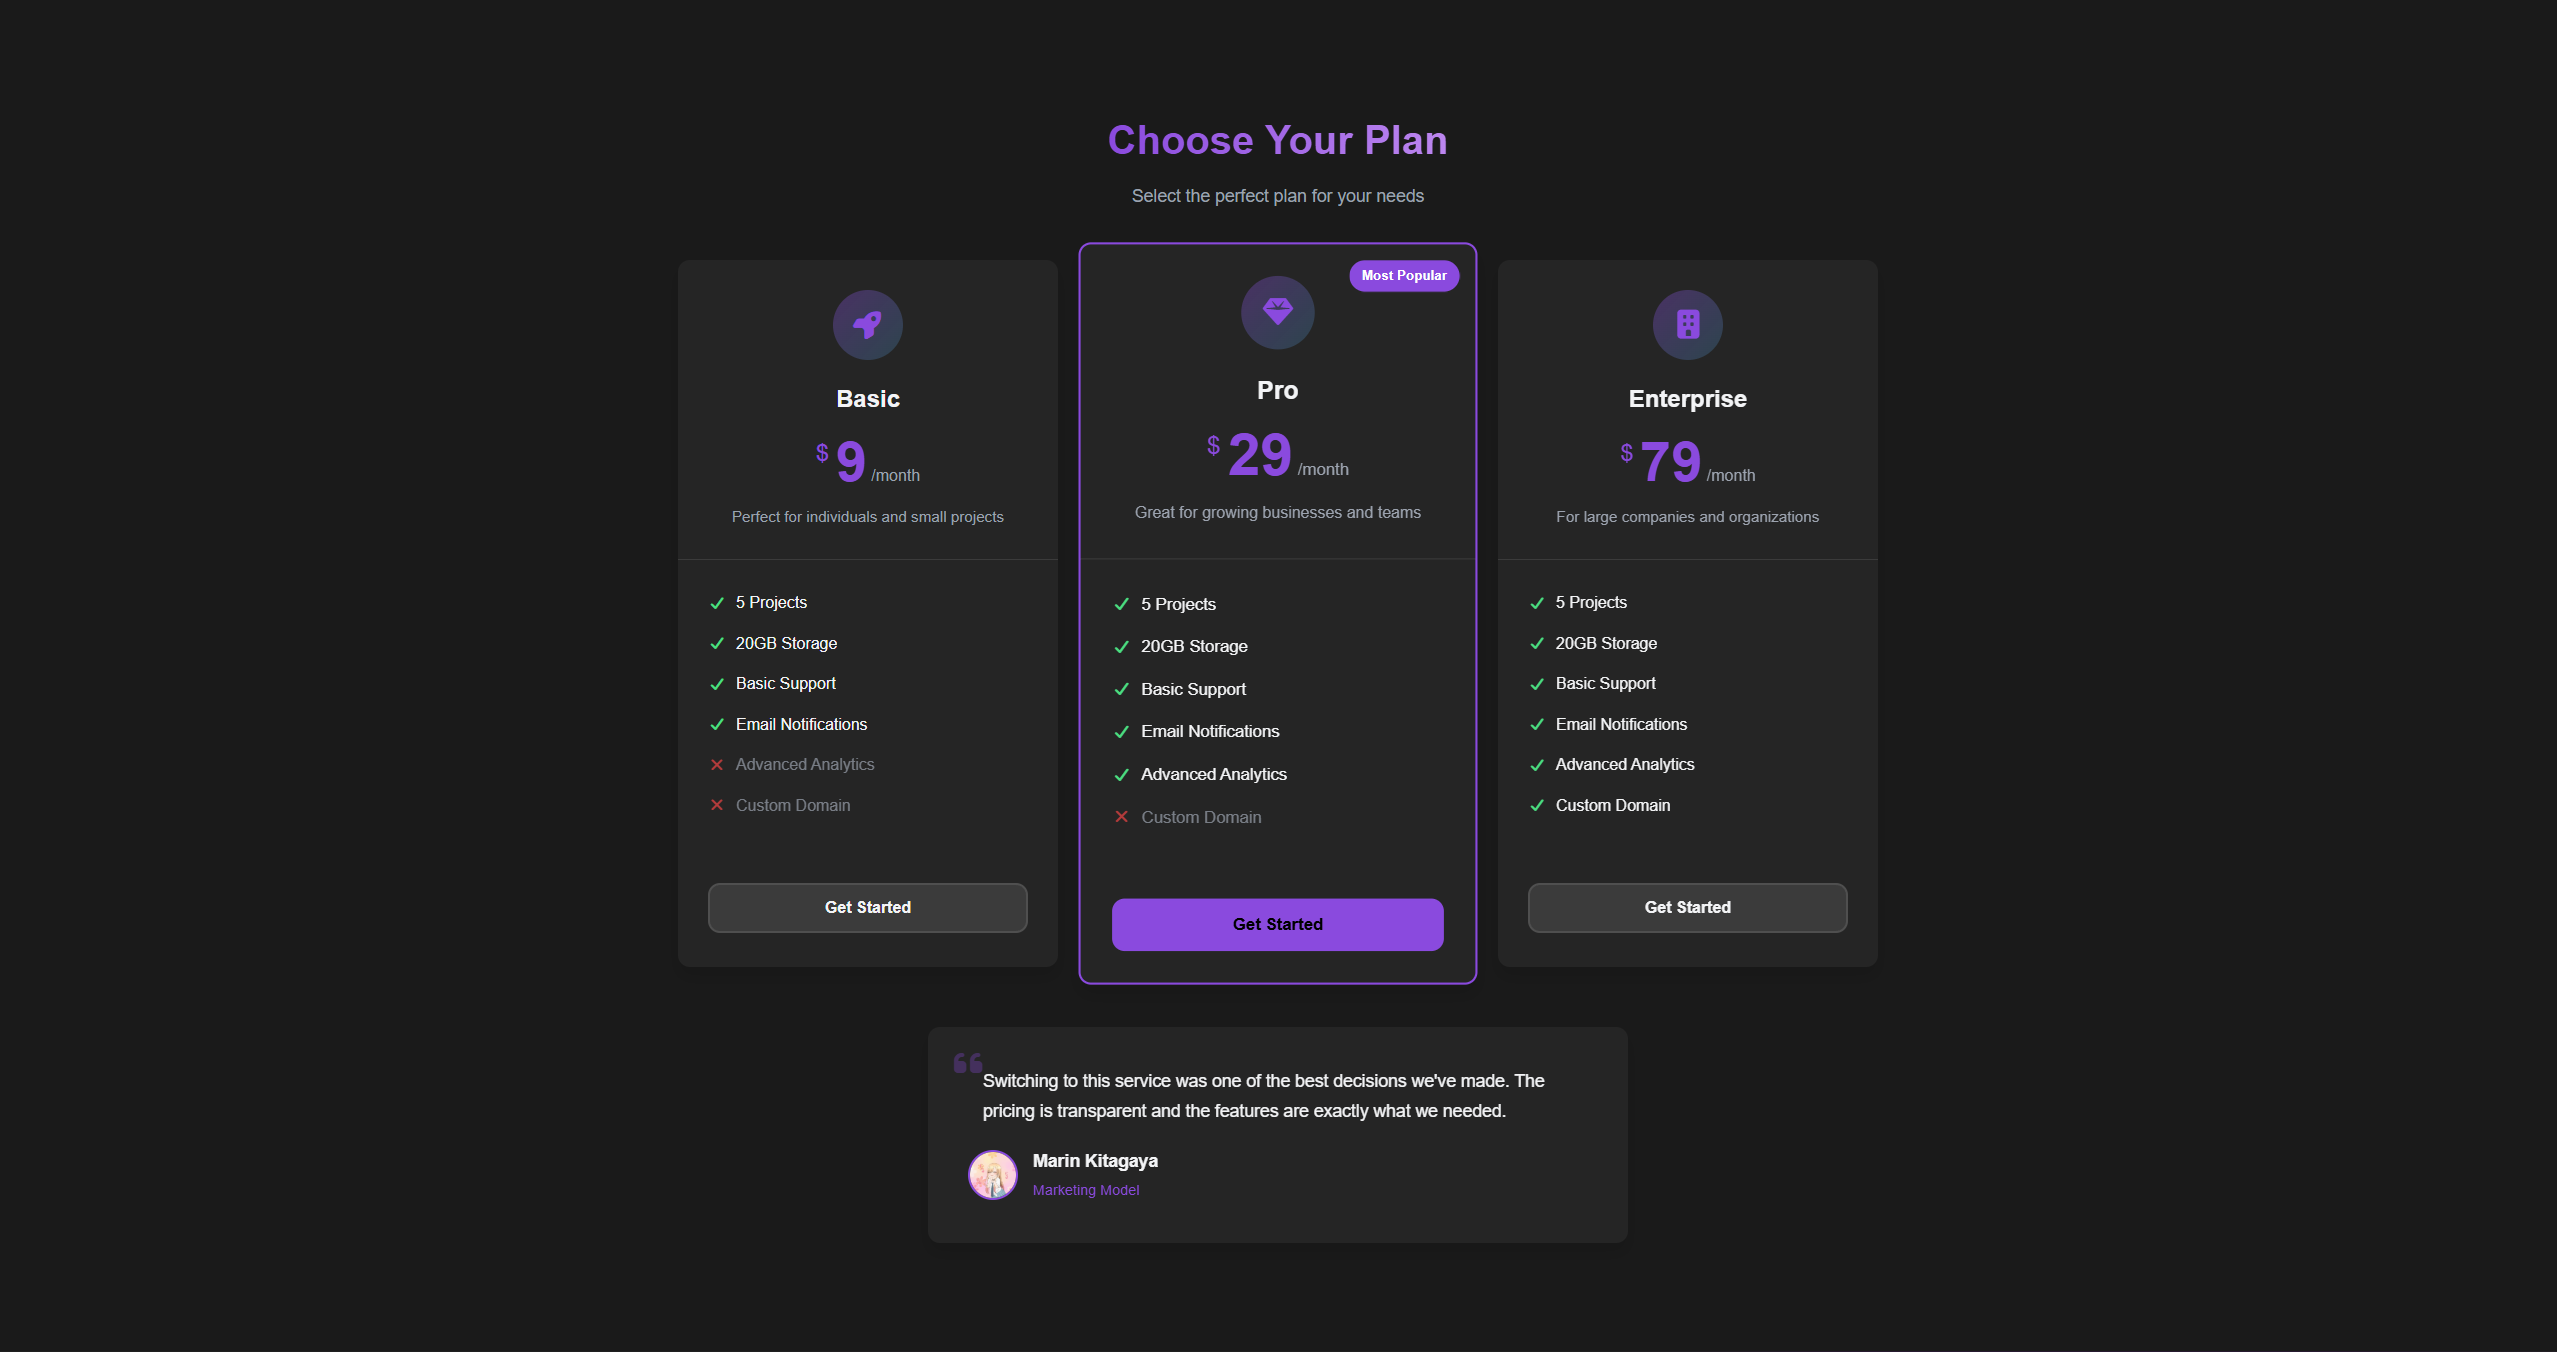 Choose Your Plan
Select the perfect plan for your needs
Basic
$ 9 /month
Perfect for individuals and small projects
5 Projects
20GB Storage
Basic Support
Email Notifications
Advanced Analytics
Custom Domain
Get Started
Most Popular
Pro
$ 29 /month
Great for growing businesses and teams
5 Projects
20GB Storage
Basic Support
Email Notifications
Advanced Analytics
Custom Domain
Get Started
Enterprise
$ 79 /month
For large companies and organizations
5 Projects
20GB Storage
Basic Support
Email Notifications
Advanced Analytics
Custom Domain
Get Started
Switching to this service was one of the best decisions we've made. The
pricing is transparent and the features are exactly what we needed.
Marin Kitagaya
Marketing Model